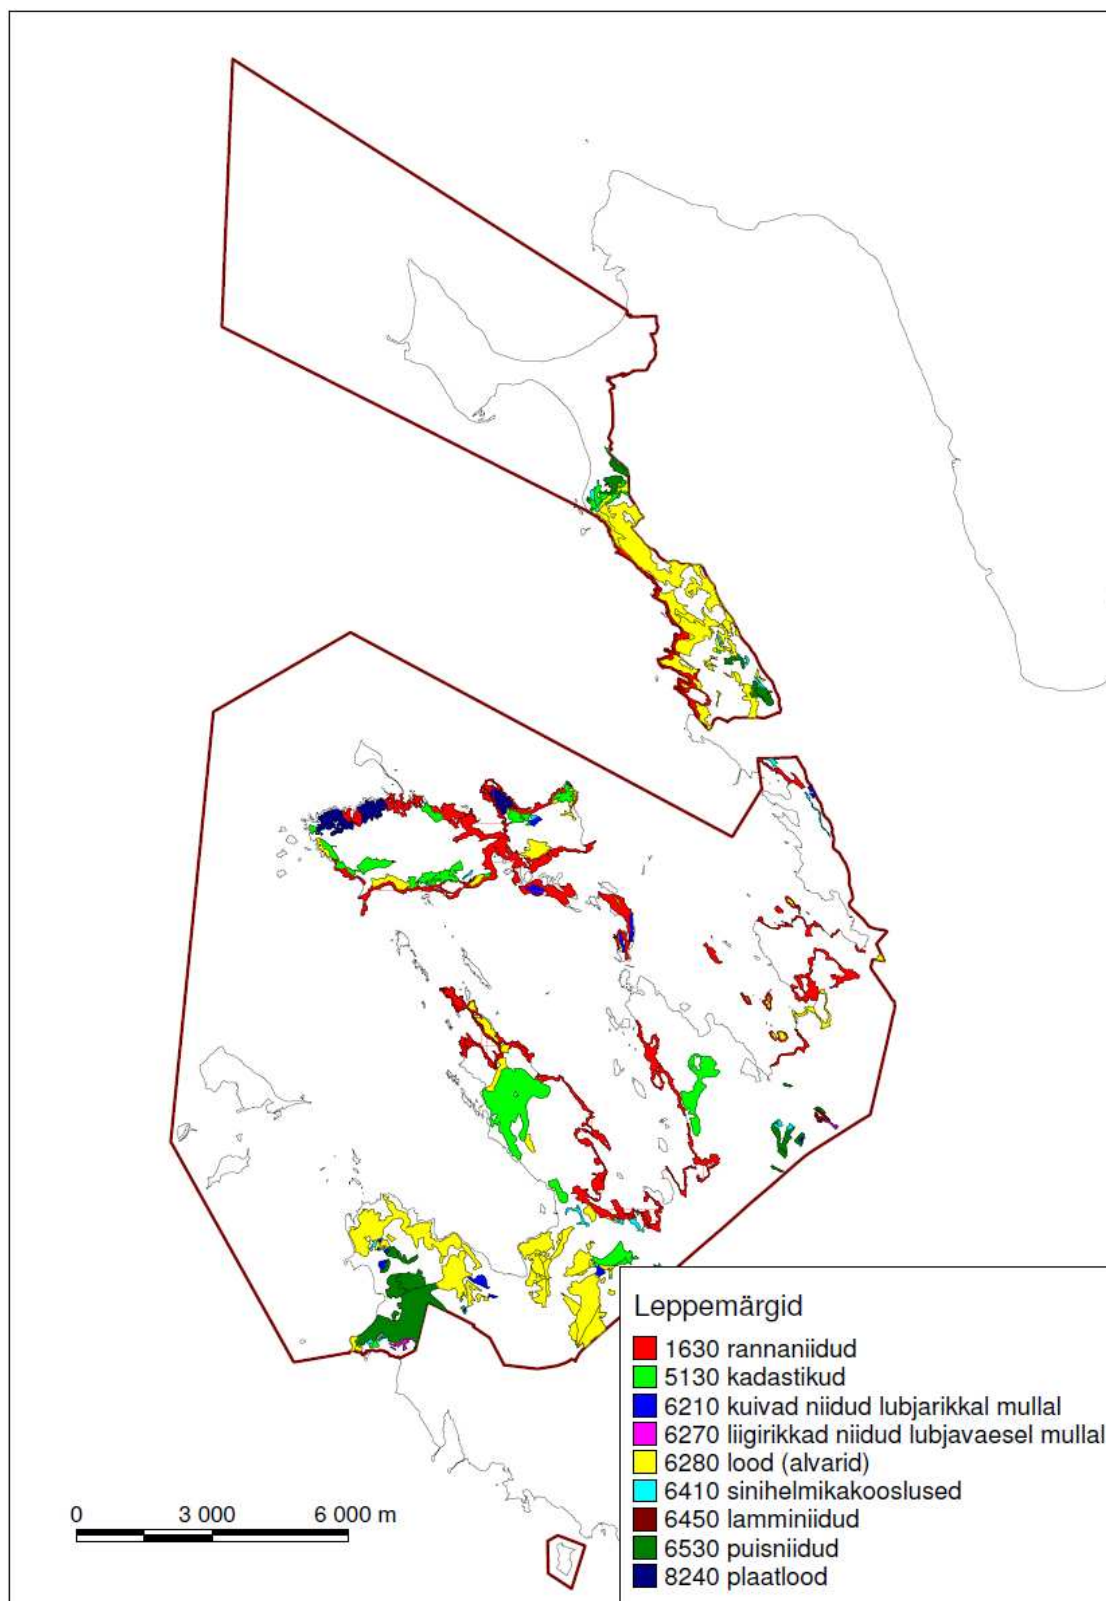 Leppemärgid
1630 rannaniidud
5130 kadastikud
6210 kuivad niidud lubjarikkal mullal
6270 liigirikkad niidud lubjavaesel mullal
6280 lood (alvarid)
6410 sinihelmikakooslused
6450 lamminiidud
6530 puisniidud
8240 plaatlood
0 3 000 6 000 m